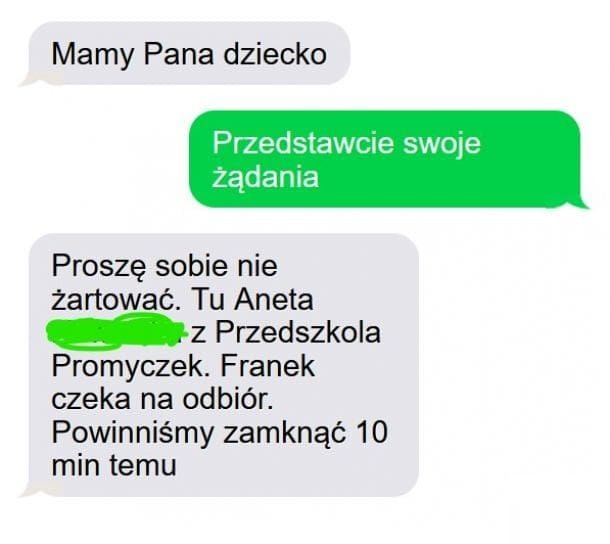 Mamy Pana dziecko
Przedstawcie swoje
żądania
Proszę sobie nie
żartować. Tu Aneta
z Przedszkola
Promyczek. Franek
czeka na odbiór.
Powinniśmy zamknąć 10
min temu